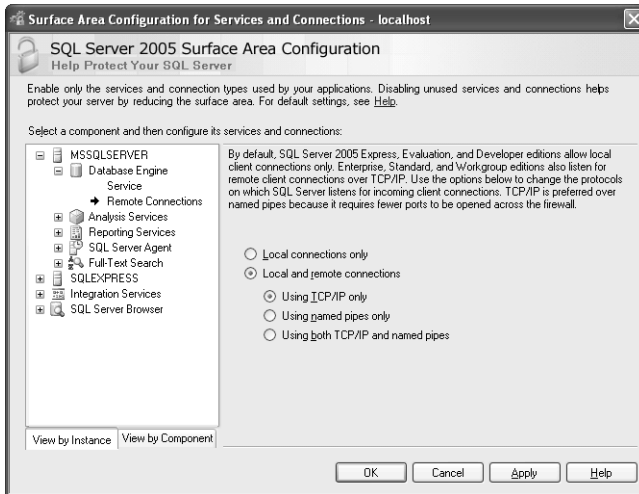 Surface Area Configuration for Services and Connections - localhost
SQL Server 2005 Surface Area Configuration
Help Protect Your SQL Server
Enable only the services and connection types used by your applications. Disabling unused services and connections helps
protect your server by reducing the surface area. For default settings, see Help.
Select a component and then configure its services and connections:
MSSQLSERVER
Database Engine
Service
Remote Connections
Analysis Services
Reporting Services
SQL Server Agent
Full-Text Search
SQLEXPRESS
Integration Services
SQL Server Browser
View by Instance
View by Component
By default, SQL Server 2005 Express, Evaluation, and Developer editions allow local
client connections only. Enterprise, Standard, and Workgroup editions also listen for
remote client connections over TCP/IP. Use the options below to change the protocols
on which SQL Server listens for incoming client connections. TCP/IP is preferred over
named pipes because it requires fewer ports to be opened across the firewall.
Local connections only
Local and remote connections
Using TCP/IP only
Using named pipes only
Using both TCP/IP and named pipes
OK
Cancel
Apply
Help